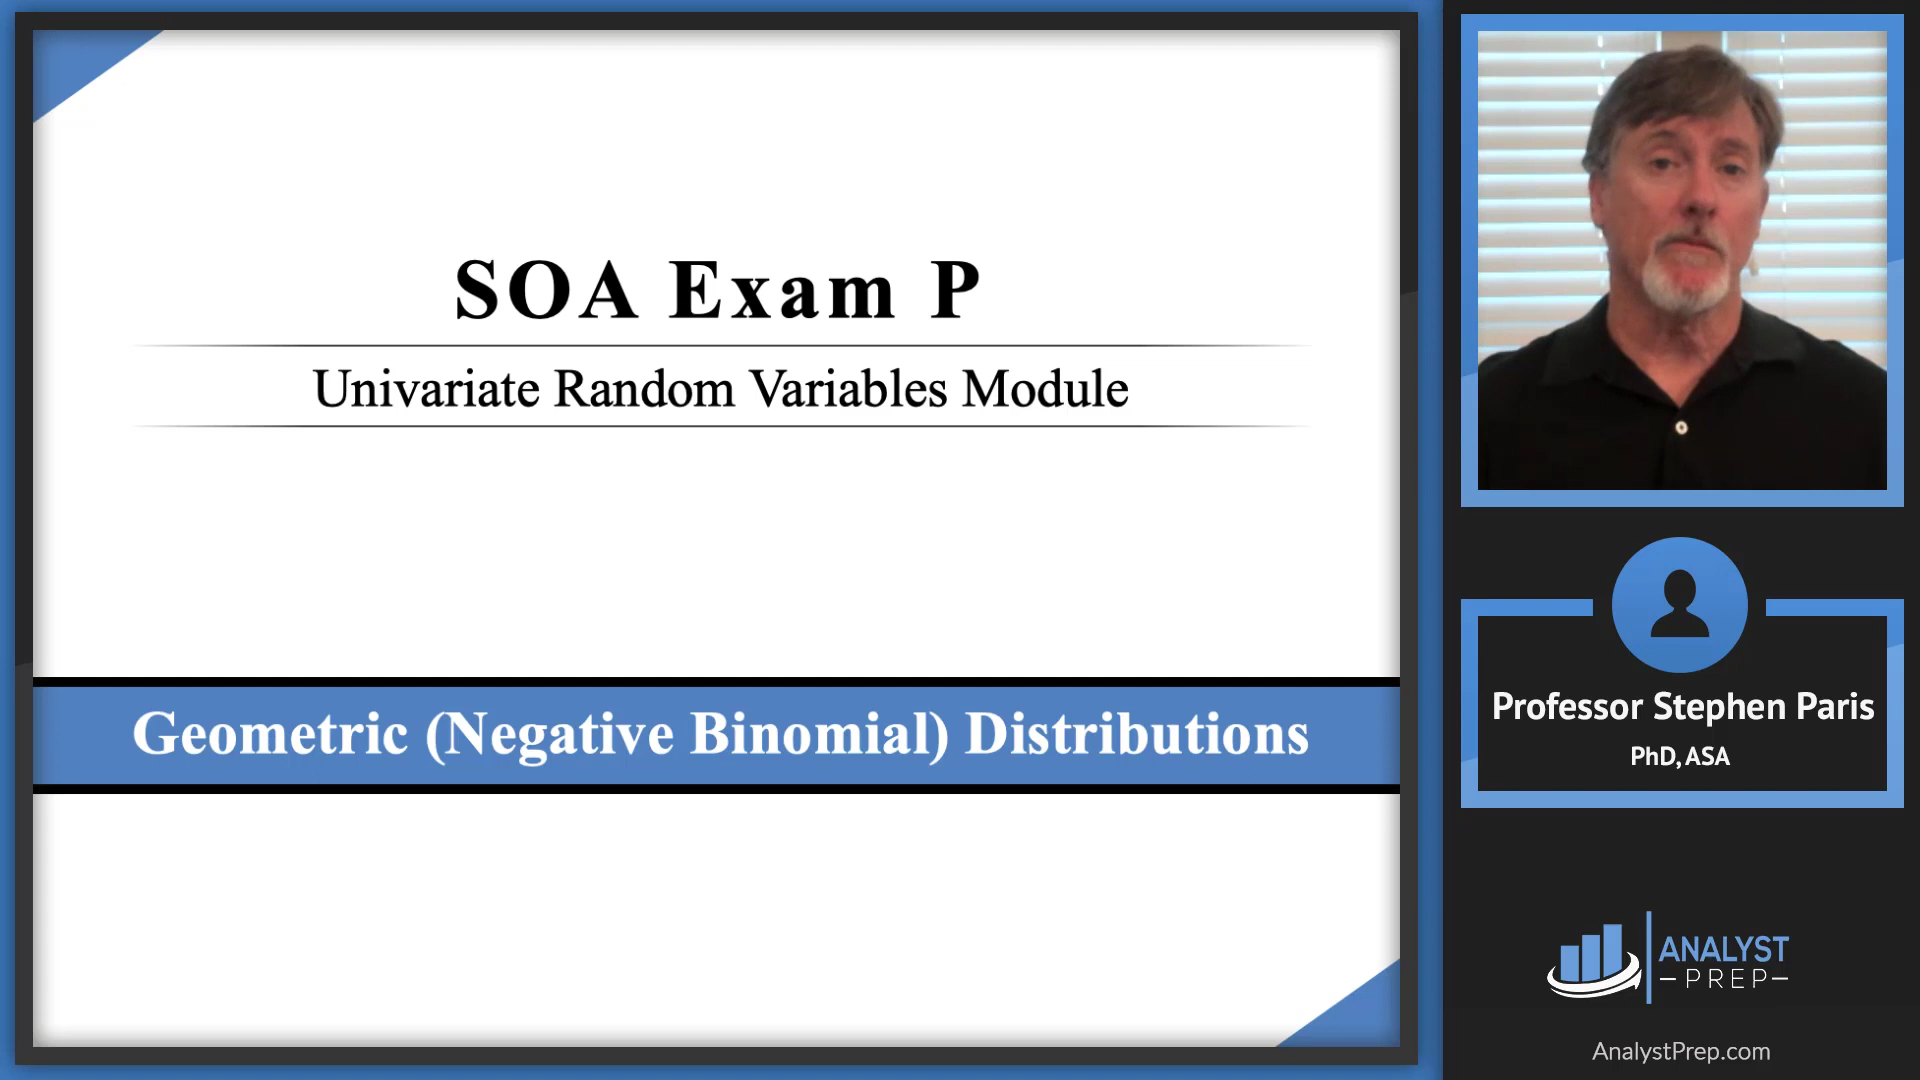 SOA Exam P
Univariate Random Variables Module
Geometric (Negative Binomial) Distributions
Professor Stephen Paris
PhD, ASA
ANALYST
PREP
AnalystPrep.com